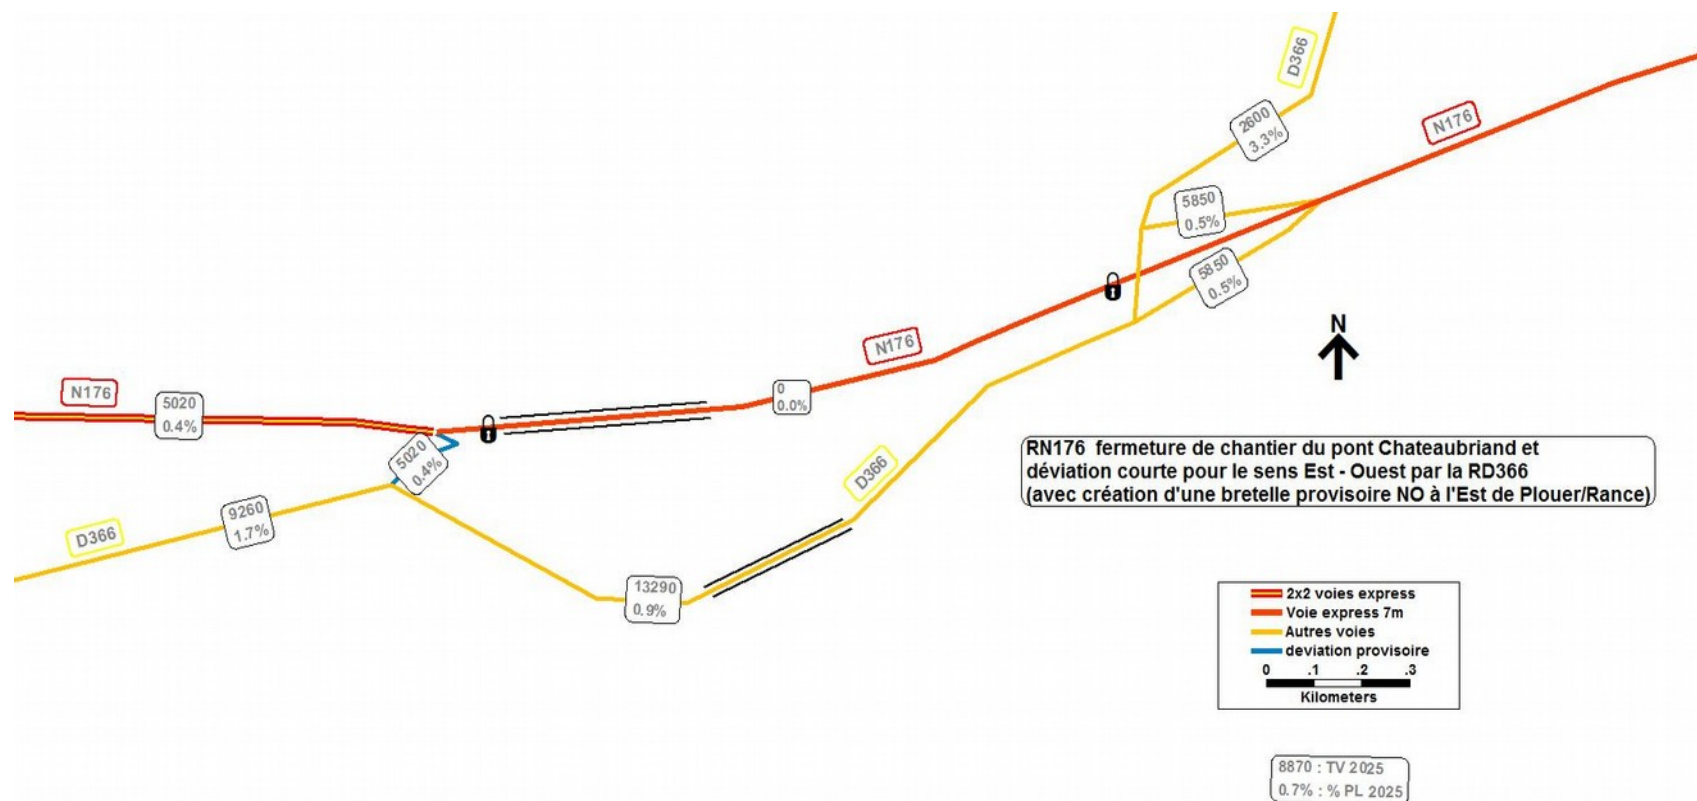 D366
2600
3.3%
N176
5850
0.5%
5850
0.5%
N
N176
N176
5020
0.4%
0
0.0%
5020
0.4%
D366
RN176 fermeture de chantier du pont Chateaubriand et
déviation courte pour le sens Est - Ouest par la RD366
(avec création d'une bretelle provisoire NO à l'Est de Plouer/Rance)
9260
1.7%
D366
13290
0.9%
2x2 voies express
Voie express 7m
Autres voies
deviation provisoire
0 .1 .2 .3
Kilometers
8870 : TV 2025
0.7% : % PL 2025